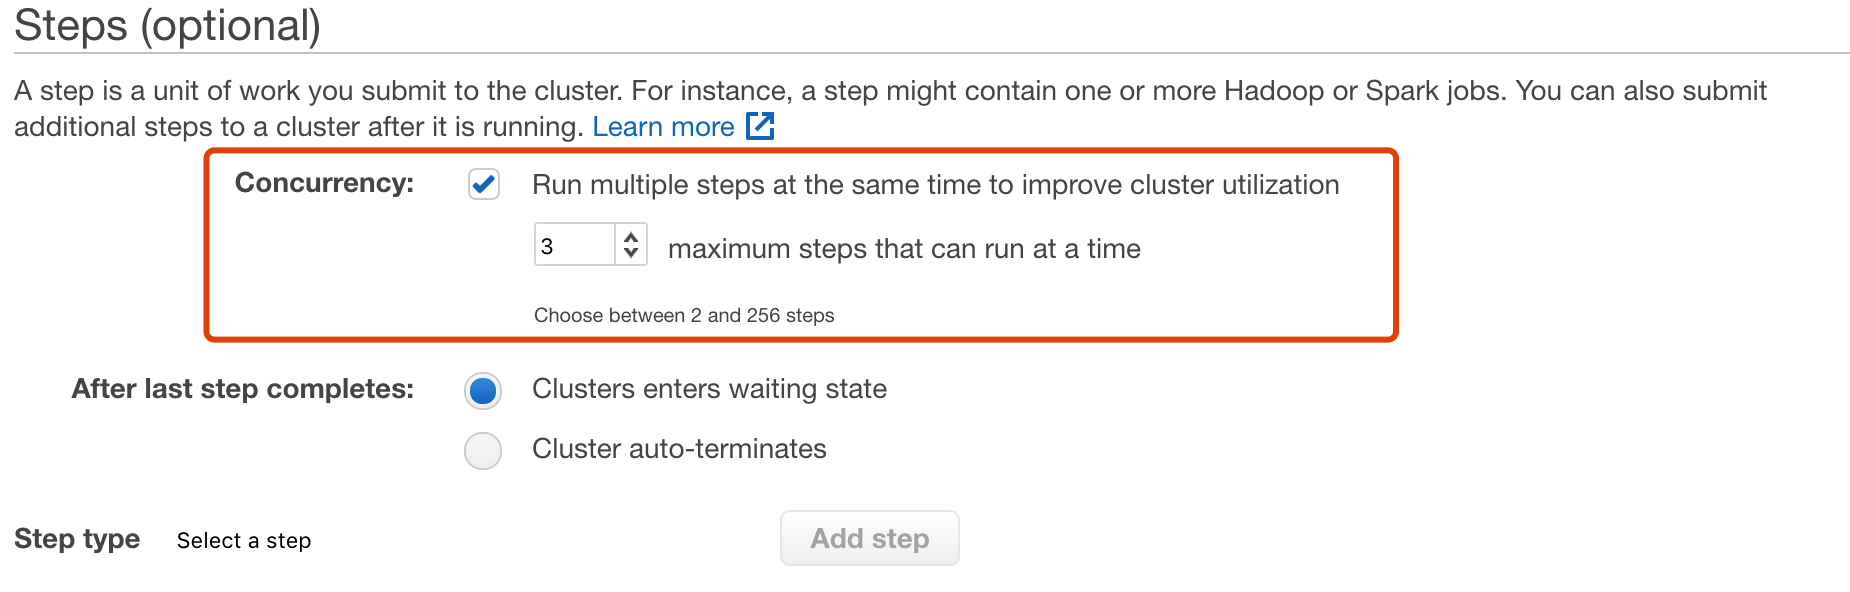 Steps (optional)
A step is a unit of work you submit to the cluster. For instance, a step might contain one or more Hadoop or Spark jobs. You can also submit
additional steps to a cluster after it is running. Learn more
Concurrency: Run multiple steps at the same time to improve cluster utilization
3 maximum steps that can run at a time
Choose between 2 and 256 steps
After last step completes: Clusters enters waiting state
Cluster auto-terminates
Step type Select a step Add step